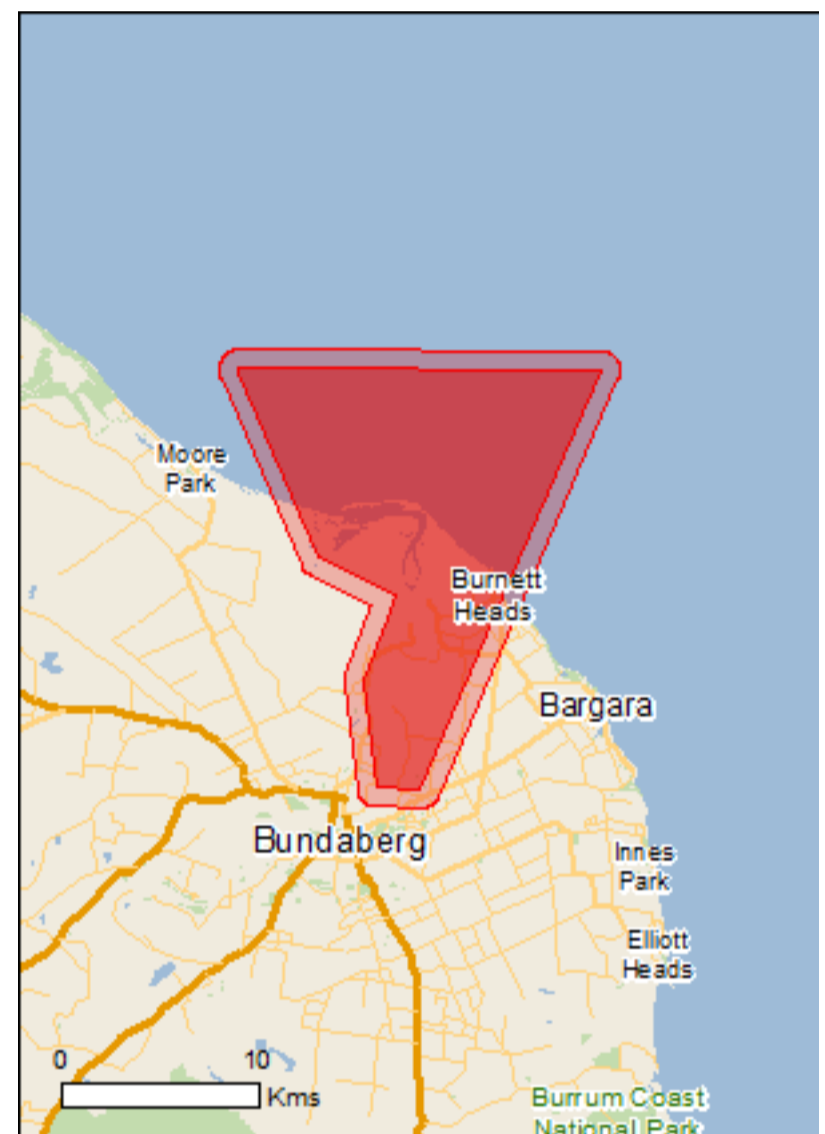 Moore
Park
Burnett
Heads
Bargara
Bundaberg
Innes
Park
Elliott
Heads
0 10
Kms
Burrum Coast
National Park